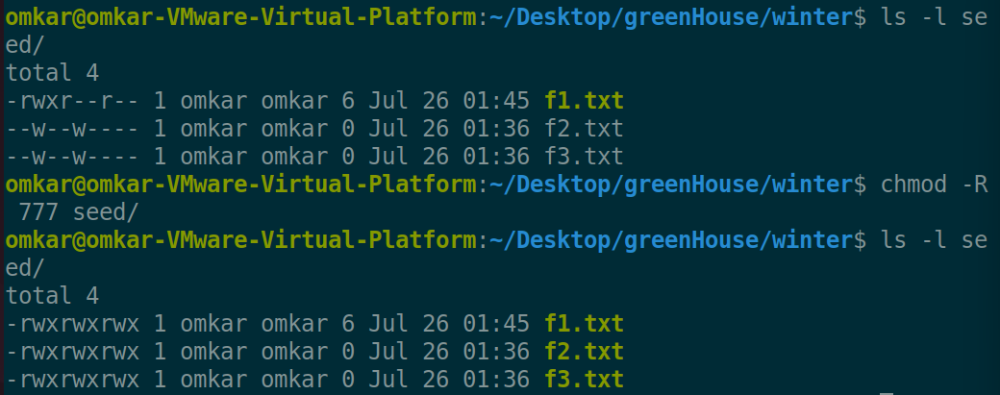 omkar@omkar-VMware-Virtual-Platform:~/Desktop/greenHouse/winter$ ls -l se
ed/
total 4
-rwxr--r-- 1 omkar omkar 6 Jul 26 01:45 f1.txt
--w--w---- 1 omkar omkar 0 Jul 26 01:36 f2.txt
--w--w---- 1 omkar omkar 0 Jul 26 01:36 f3.txt
omkar@omkar-VMware-Virtual-Platform:~/Desktop/greenHouse/winter$ chmod -R
 777 seed/
omkar@omkar-VMware-Virtual-Platform:~/Desktop/greenHouse/winter$ ls -l se
ed/
total 4
-rwxrwxrwx 1 omkar omkar 6 Jul 26 01:45 f1.txt
-rwxrwxrwx 1 omkar omkar 0 Jul 26 01:36 f2.txt
-rwxrwxrwx 1 omkar omkar 0 Jul 26 01:36 f3.txt